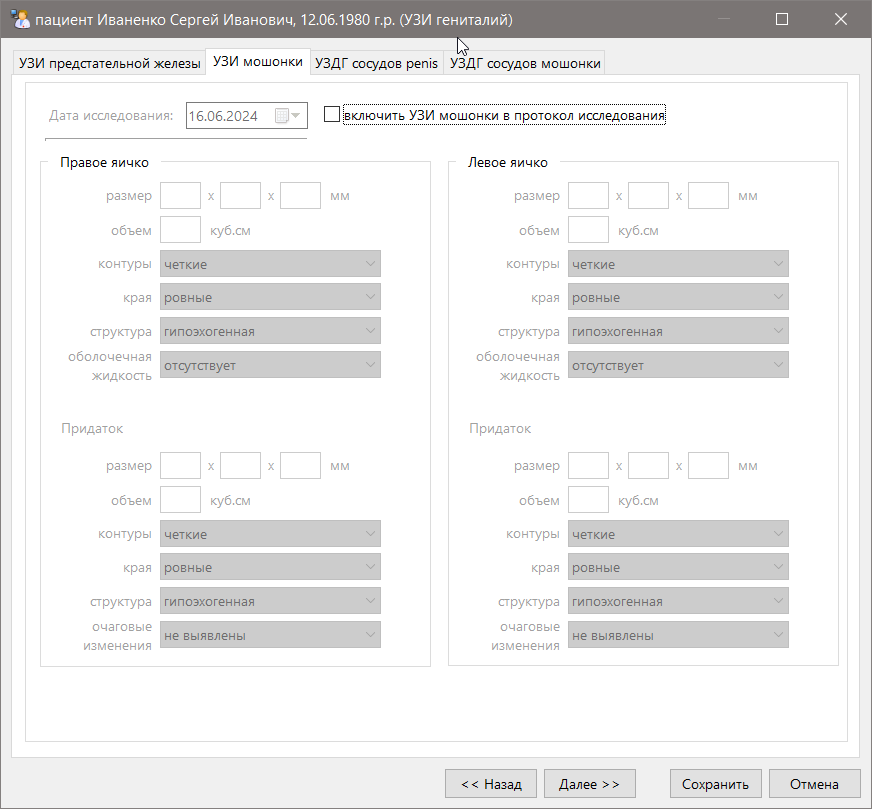 пациент Иваненко Сергей Иванович, 12.06.1980 г.р. (УЗИ гениталий)
УЗИ предстательной железы УЗИ мошонки УЗДГ сосудов penis УЗДГ сосудов мошонки
Дата исследования: 16.06.2024 включить УЗИ мошонки в протокол исследования
Правое яичко
размер x x мм
объем куб.см
контуры четкие
края ровные
структура гипоэхогенная
оболочечная
жидкость отсутствует
Придаток
размер x x мм
объем куб.см
контуры четкие
края ровные
структура гипоэхогенная
очаговые
изменения не выявлены
Левое яичко
размер x x мм
объем куб.см
контуры четкие
края ровные
структура гипоэхогенная
оболочечная
жидкость отсутствует
Придаток
размер x x мм
объем куб.см
контуры четкие
края ровные
структура гипоэхогенная
очаговые
изменения не выявлены
<< Назад Далее >> Сохранить Отмена